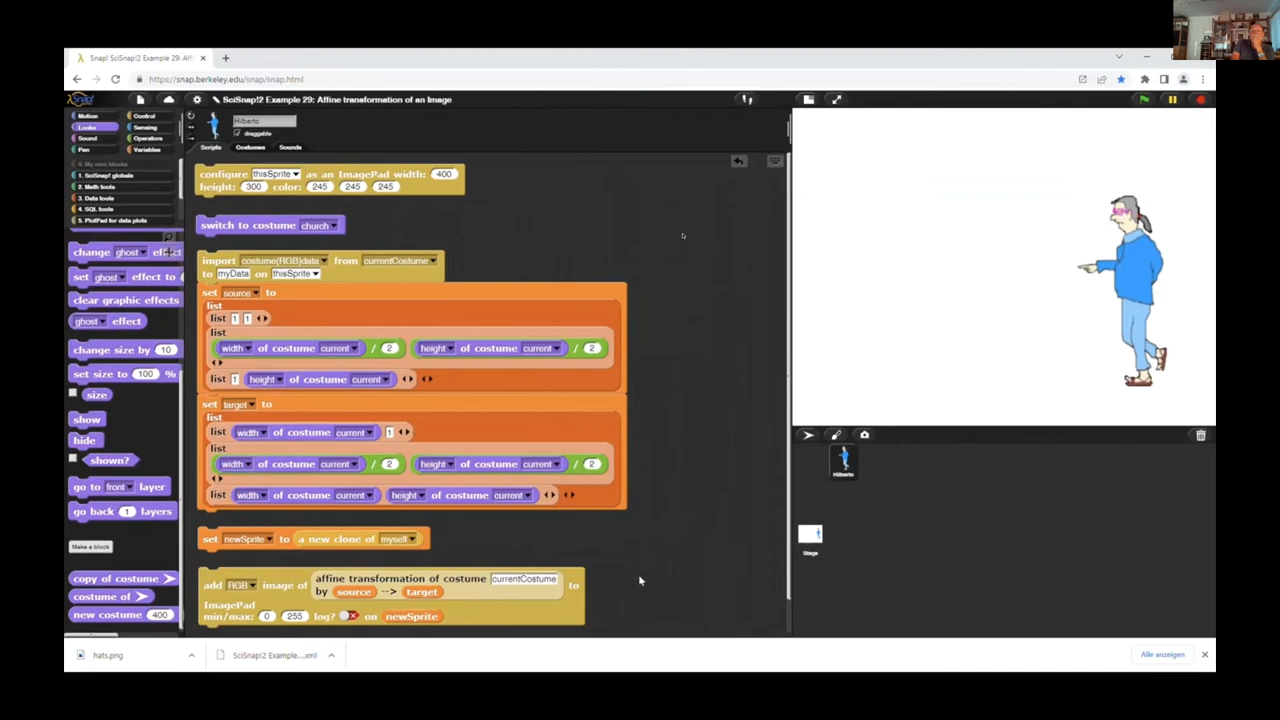 Snap! SciSnap!2 Example 29: Affi
https://snap.berkeley.edu/snap/snap.html
Snap!
SciSnap!2 Example 29: Affine transformation of an Image
Motion
Control
Looks
Sensing
Sound
Operators
Pen
Variables
0. My own blocks
1. SciSnap! globals
2. Math tools
3. Data tools
4. SQL tools
5. PlotPad for data plots
change ghost effect
set ghost effect to
clear graphic effects
ghost effect
change size by 10
set size to 100 %
size
show
hide
shown?
go to front layer
go back 1 layers
Make a block
copy of costume
costume of
new costume 400
Hilberto
draggable
Scripts
Costumes
Sounds
configure thisSprite as an ImagePad width: 400
height: 300 color: 245 245 245
switch to costume church
import costume(RGB)data from currentCostume
to myData on thisSprite
set source to
list
list 1 1
list
width of costume current / 2 height of costume current / 2
list 1 height of costume current
set target to
list
list width of costume current 1
list
width of costume current / 2 height of costume current / 2
list width of costume current height of costume current
set newSprite to a new clone of myself
add RGB image of affine transformation of costume currentCostume
by source --> target to
ImagePad
min/max: 0 255 log? on newSprite
Hilberto
Stage
hats.png
SciSnap!2 Example....xml
Alle anzeigen